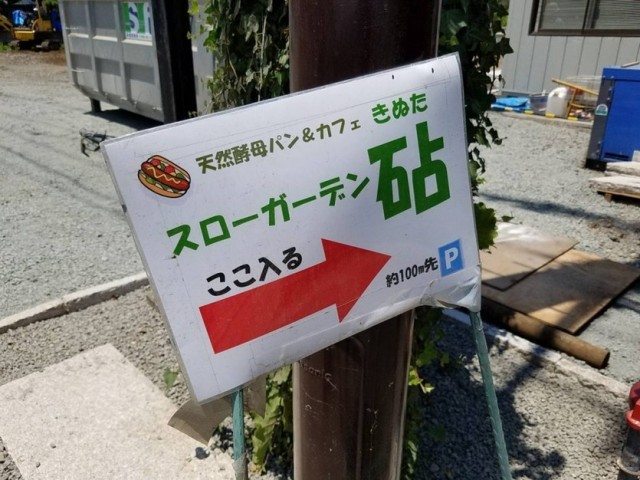 天然酵母パン&カフェ きぬた
スローガーデン 砧
ここ入る
約100m先 P